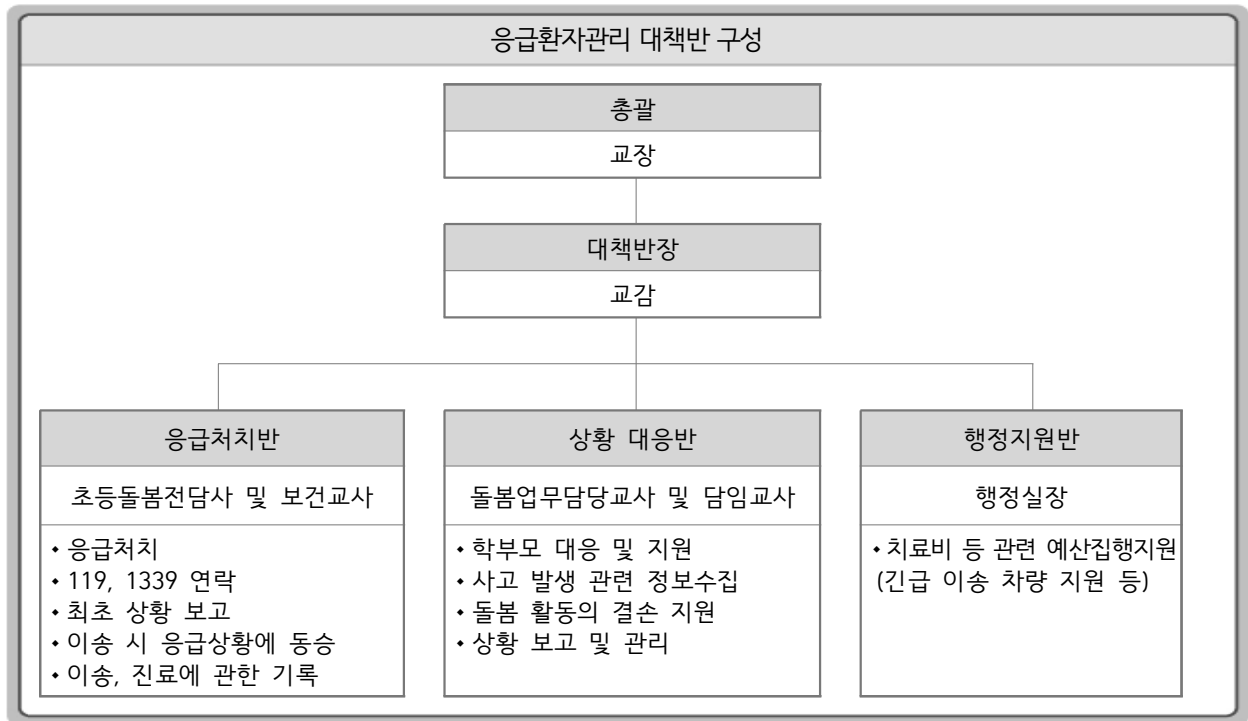 응급환자관리 대책반 구성
총괄
교장
대책반장
교감
응급처치반
초등돌봄전담사 및 보건교사
• 응급처치
• 119, 1339 연락
• 최초 상황 보고
• 이송 시 응급상황에 동승
• 이송, 진료에 관한 기록
상황 대응반
돌봄업무담당교사 및 담임교사
• 학부모 대응 및 지원
• 사고 발생 관련 정보수집
• 돌봄 활동의 결손 지원
• 상황 보고 및 관리
행정지원반
행정실장
• 치료비 등 관련 예산집행지원
(긴급 이송 차량 지원 등)